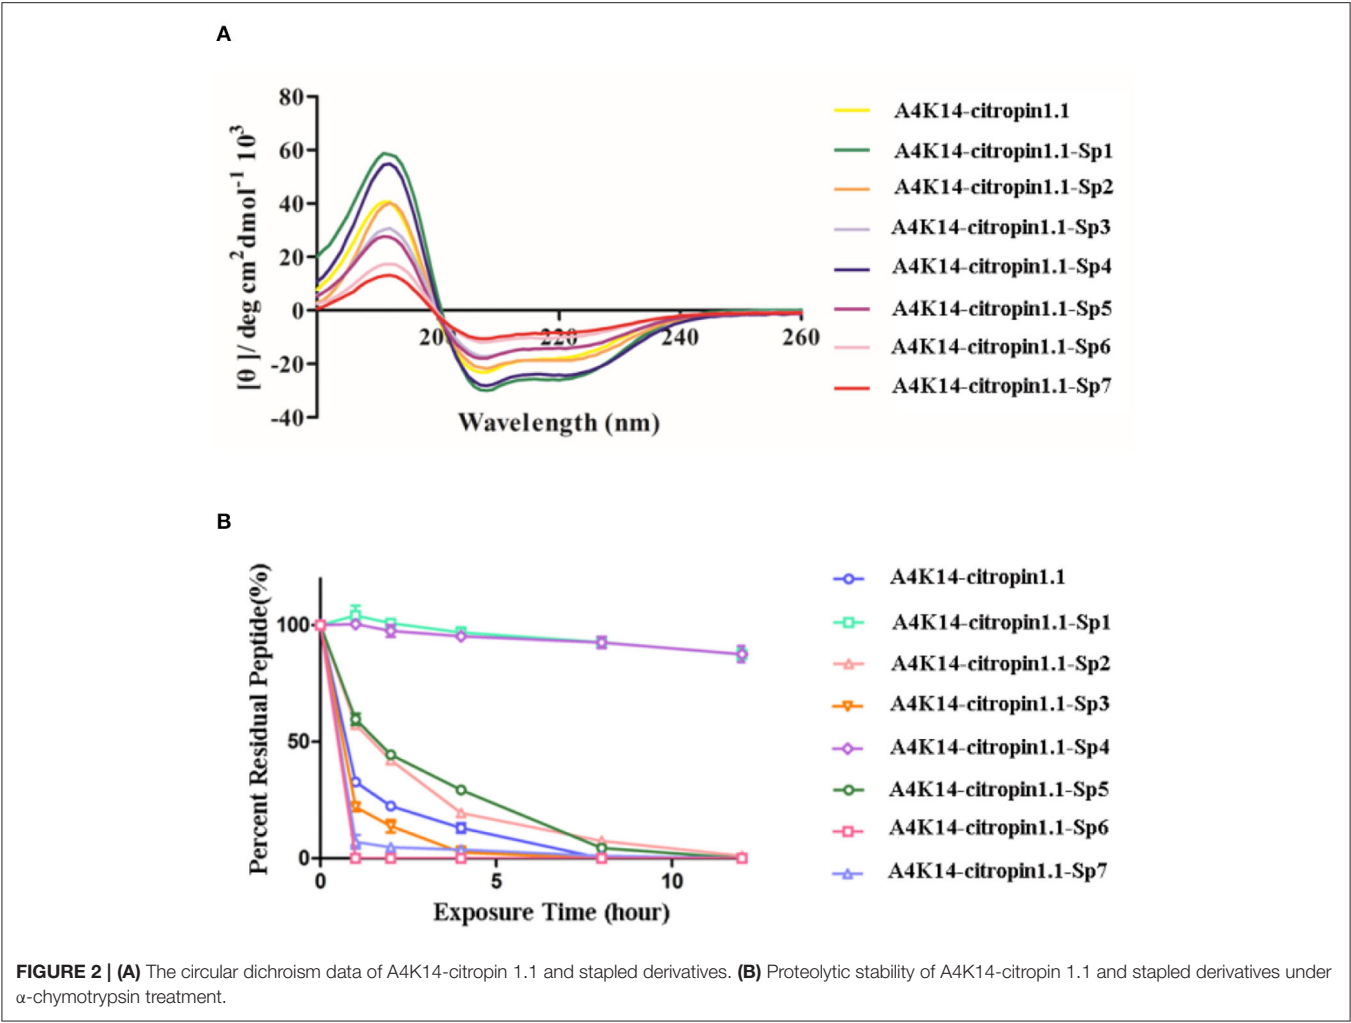 A
80
60
40
20
0
-20
-40
[θ ]/ deg cm2 dmol-1 103
200
220
240
260
Wavelength (nm)
A4K14-citropin1.1
A4K14-citropin1.1-Sp1
A4K14-citropin1.1-Sp2
A4K14-citropin1.1-Sp3
A4K14-citropin1.1-Sp4
A4K14-citropin1.1-Sp5
A4K14-citropin1.1-Sp6
A4K14-citropin1.1-Sp7
B
Percent Residual Peptide(%)
100
50
0
0
5
10
Exposure Time (hour)
A4K14-citropin1.1
A4K14-citropin1.1-Sp1
A4K14-citropin1.1-Sp2
A4K14-citropin1.1-Sp3
A4K14-citropin1.1-Sp4
A4K14-citropin1.1-Sp5
A4K14-citropin1.1-Sp6
A4K14-citropin1.1-Sp7
FIGURE 2 | (A) The circular dichroism data of A4K14-citropin 1.1 and stapled derivatives. (B) Proteolytic stability of A4K14-citropin 1.1 and stapled derivatives under
α-chymotrypsin treatment.